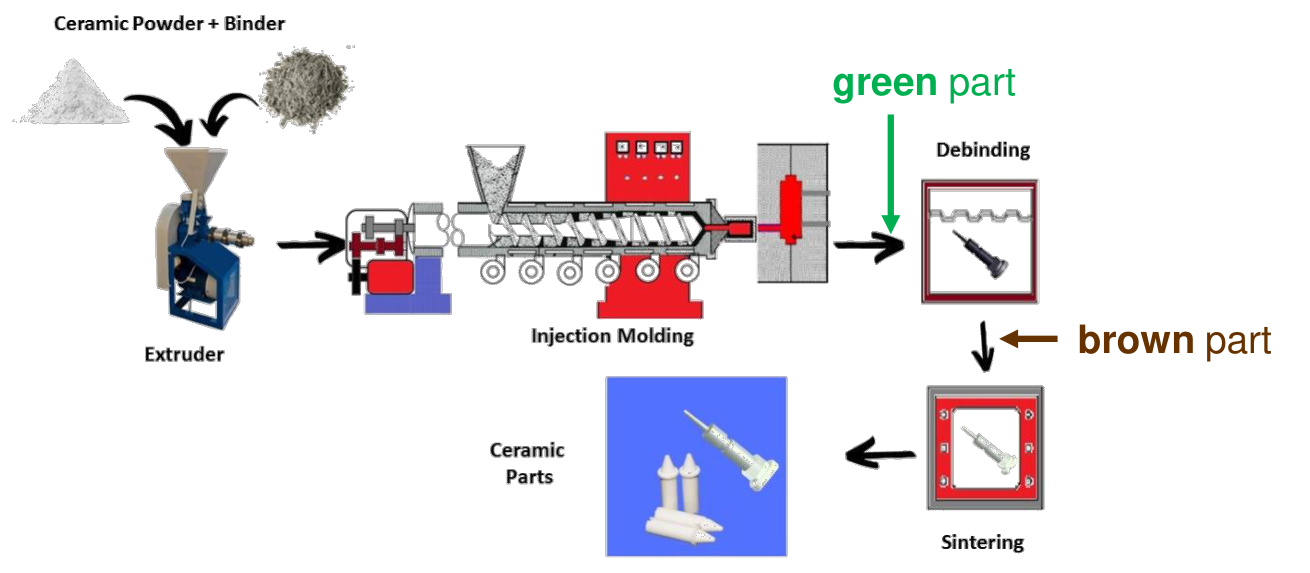 Ceramic Powder + Binder
green part
Debinding
Injection Molding
Extruder
brown part
Ceramic
Parts
Sintering